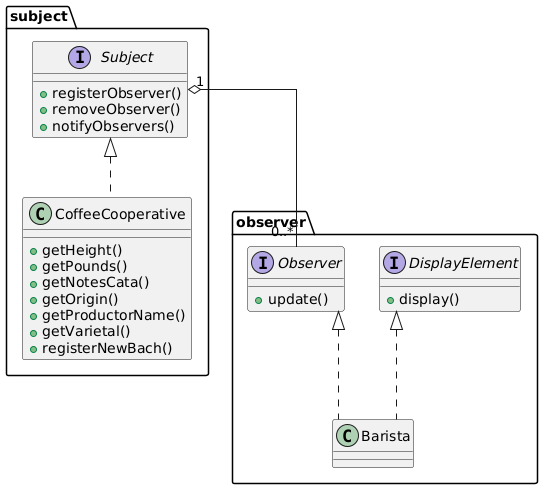 subject
I Subject
registerObserver()
removeObserver()
notifyObservers()
1
C CoffeeCooperative
getHeight()
getPounds()
getNotesCata()
getOrigin()
getProductorName()
getVarietal()
registerNewBach()
observer
0..*
I Observer
update()
I DisplayElement
display()
C Barista